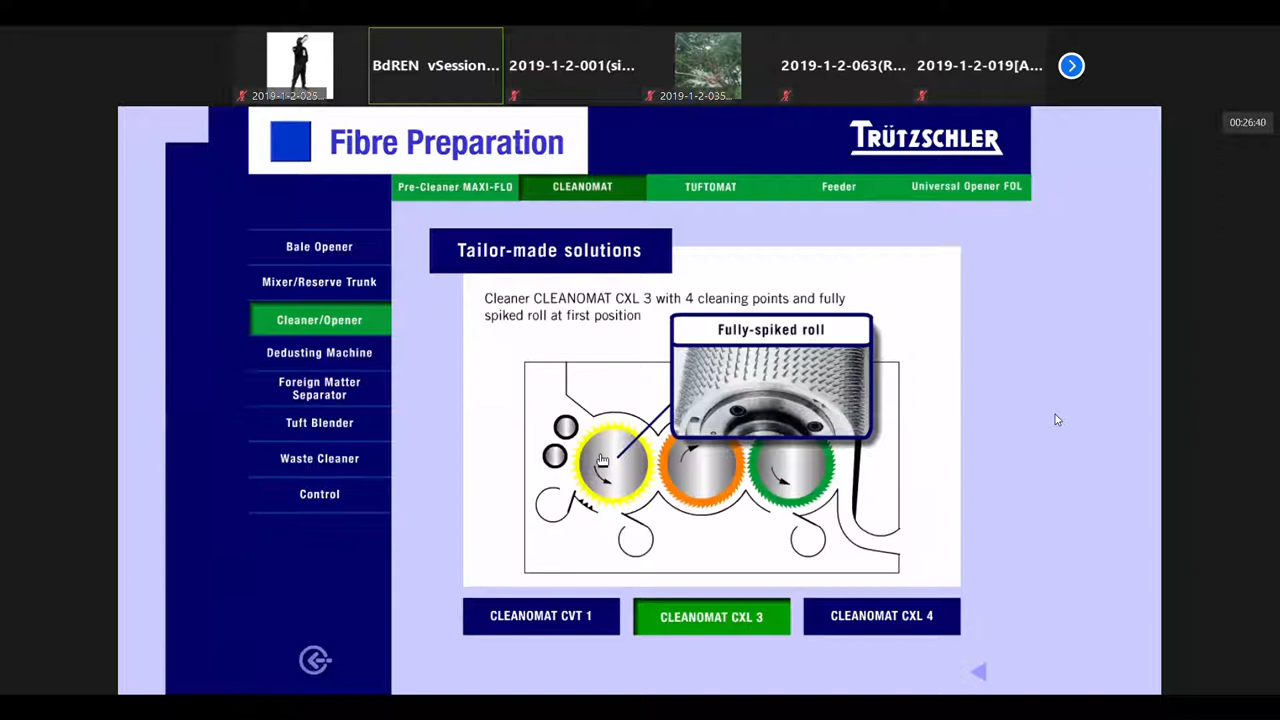 BdREN vSession...
2019-1-2-001(si...
2019-1-2-063(R...
2019-1-2-019[A...
2019-1-2-025...
2019-1-2-035...
00:26:40
Fibre Preparation
TRÜTZSCHLER
Pre-Cleaner MAXI-FLO
CLEANOMAT
TUFTOMAT
Feeder
Universal Opener FOL
Bale Opener
Mixer/Reserve Trunk
Cleaner/Opener
Dedusting Machine
Foreign Matter
Separator
Tuft Blender
Waste Cleaner
Control
Tailor-made solutions
Cleaner CLEANOMAT CXL 3 with 4 cleaning points and fully
spiked roll at first position
Fully-spiked roll
CLEANOMAT CVT 1
CLEANOMAT CXL 3
CLEANOMAT CXL 4